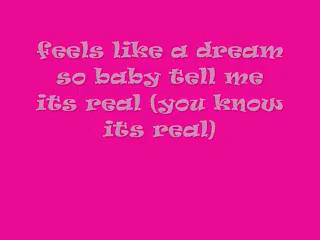 feels like a dream
so baby tell me
its real (you know
its real)